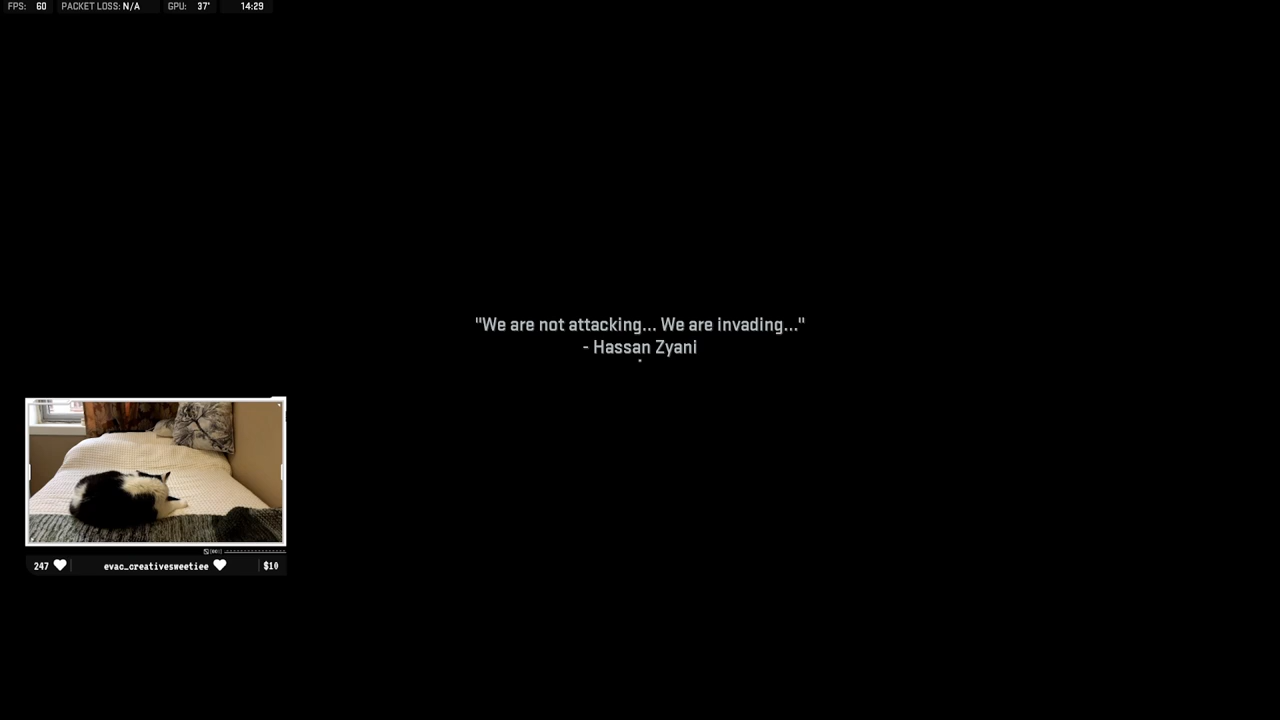 FPS: 60 PACKET LOSS: N/A GPU: 37° 14:29
"We are not attacking... We are invading..."
- Hassan Zyani
247 evac_creativesweetiee $10